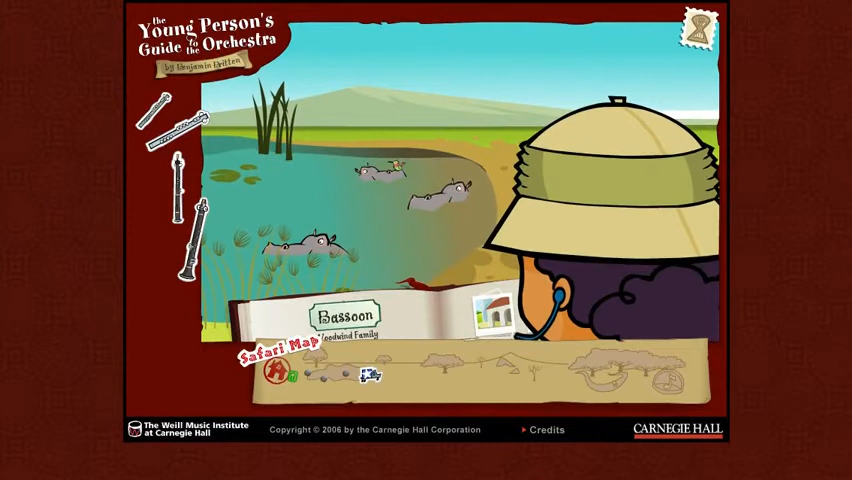 the
Young Person's
Guide to the Orchestra
by Benjamin Britten
Bassoon
Woodwind Family
Safari Map
The Weill Music Institute
at Carnegie Hall
Copyright © 2006 by the Carnegie Hall Corporation
Credits
CARNEGIE HALL